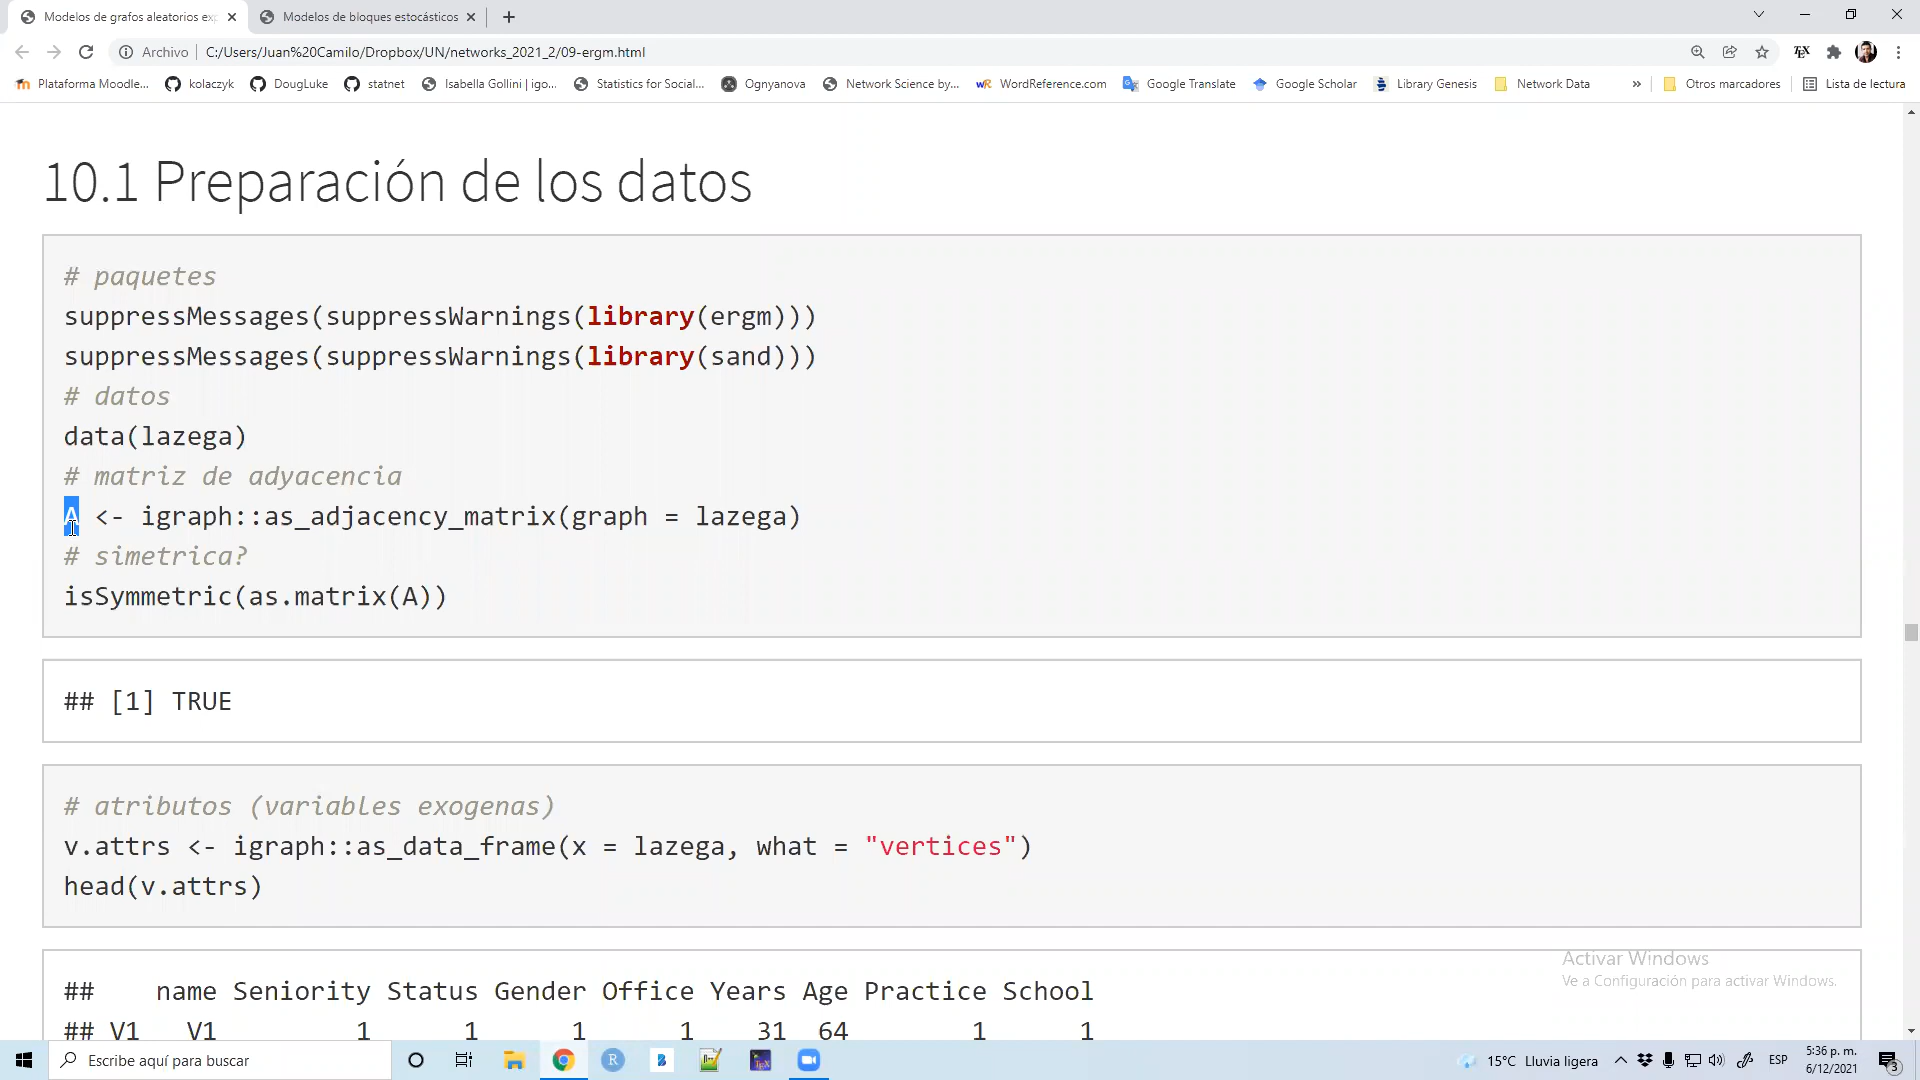 Modelos de grafos aleatorios exp
Modelos de bloques estocásticos
Archivo
C:/Users/Juan%20Camilo/Dropbox/UN/networks_2021_2/09-ergm.html
Plataforma Moodle...
kolaczyk
DougLuke
statnet
Isabella Gollini | igo...
Statistics for Social...
Ognyanova
Network Science by...
WordReference.com
Google Translate
Google Scholar
Library Genesis
Network Data
»
Otros marcadores
Lista de lectura
10.1 Preparación de los datos
# paquetes
suppressMessages(suppressWarnings(library(ergm)))
suppressMessages(suppressWarnings(library(sand)))
# datos
data(lazega)
# matriz de adyacencia
A <- igraph::as_adjacency_matrix(graph = lazega)
# simetrica?
isSymmetric(as.matrix(A))
## [1] TRUE
# atributos (variables exogenas)
v.attrs <- igraph::as_data_frame(x = lazega, what = "vertices")
head(v.attrs)
##    name Seniority Status Gender Office Years Age Practice School
## V1   V1         1      1      1      1    31  64        1      1
Activar Windows
Ve a Configuración para activar Windows.
Escribe aquí para buscar
15°C Lluvia ligera
ESP
5:36 p. m.
6/12/2021
3